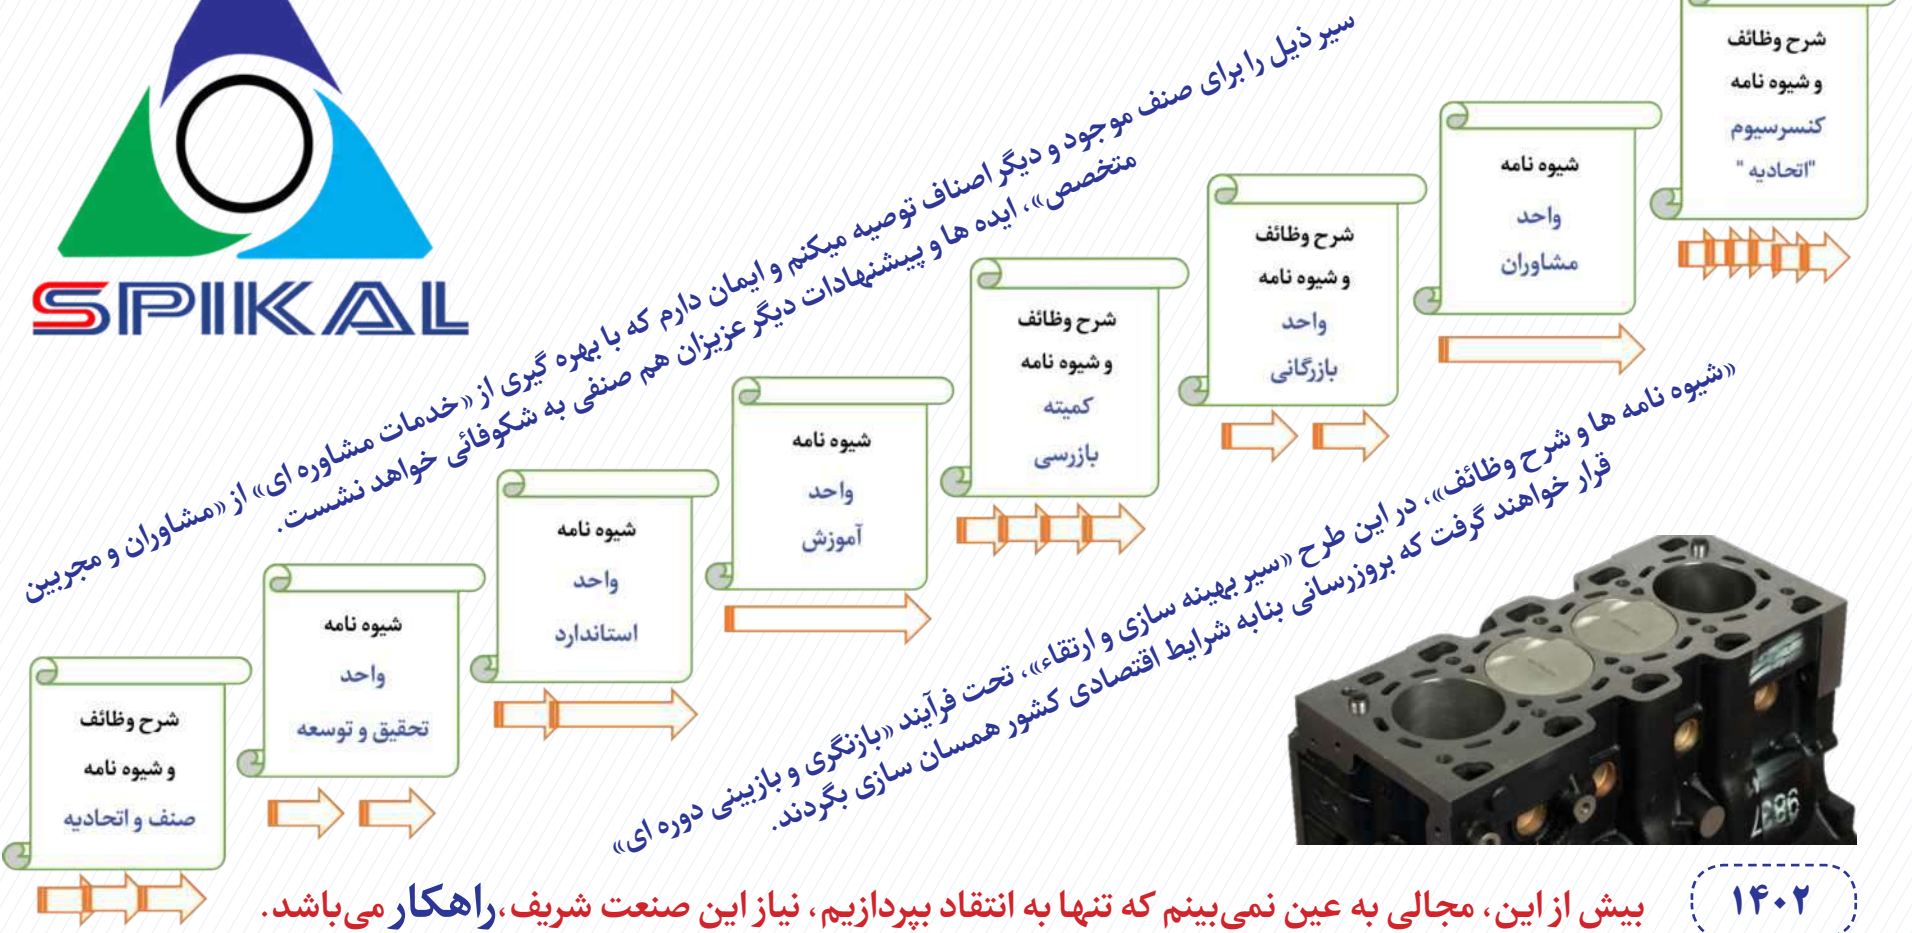 SPIKAL
سیر ذیل را برای صنف موجود و دیگر اصناف توصیه میکنم و ایمان دارم که با بهره گیری از «خدمات مشاوره ای» از «مشاوران و مجربین
متخصص»، ایده ها و پیشنهادات دیگر عزیزان هم صنفی به شکوفائی خواهد نشست.
شرح وظائف
و شیوه نامه
کنسرسیوم
"اتحادیه "
شیوه نامه
واحد
مشاوران
شرح وظائف
و شیوه نامه
واحد
بازرگانی
شرح وظائف
و شیوه نامه
کمیته
بازرسی
شیوه نامه
واحد
آموزش
شیوه نامه
واحد
استاندارد
شیوه نامه
واحد
تحقیق و توسعه
شرح وظائف
و شیوه نامه
صنف و اتحادیه
«شیوه نامه ها و شرح وظائف»، در این طرح «سیر بهینه سازی و ارتقاء»، تحت فرآیند «بازنگری و بازبینی دوره ای»
قرار خواهند گرفت که بروزرسانی بنابه شرایط اقتصادی کشور همسان سازی بگردند.
۱۴۰۲
بیش از این، مجالی به عین نمی‌بینم که تنها به انتقاد بپردازیم، نیاز این صنعت شریف،راهکار می‌باشد.